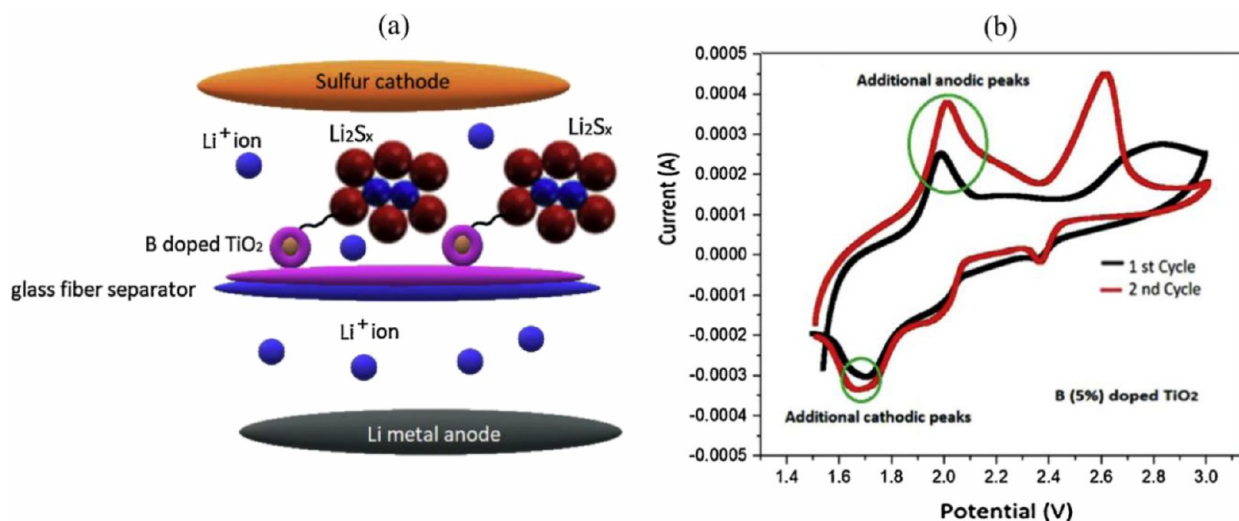 (a)
Sulfur cathode
Li⁺ ion
Li₂Sₓ
Li₂Sₓ
B doped TiO₂
glass fiber separator
Li⁺ ion
Li metal anode
(b)
0.0005
0.0004
0.0003
0.0002
0.0001
0.0000
-0.0001
-0.0002
-0.0003
-0.0004
-0.0005
Current (A)
Additional anodic peaks
1 st Cycle
2 nd Cycle
B (5%) doped TiO₂
Additional cathodic peaks
1.4 1.6 1.8 2.0 2.2 2.4 2.6 2.8 3.0
Potential (V)